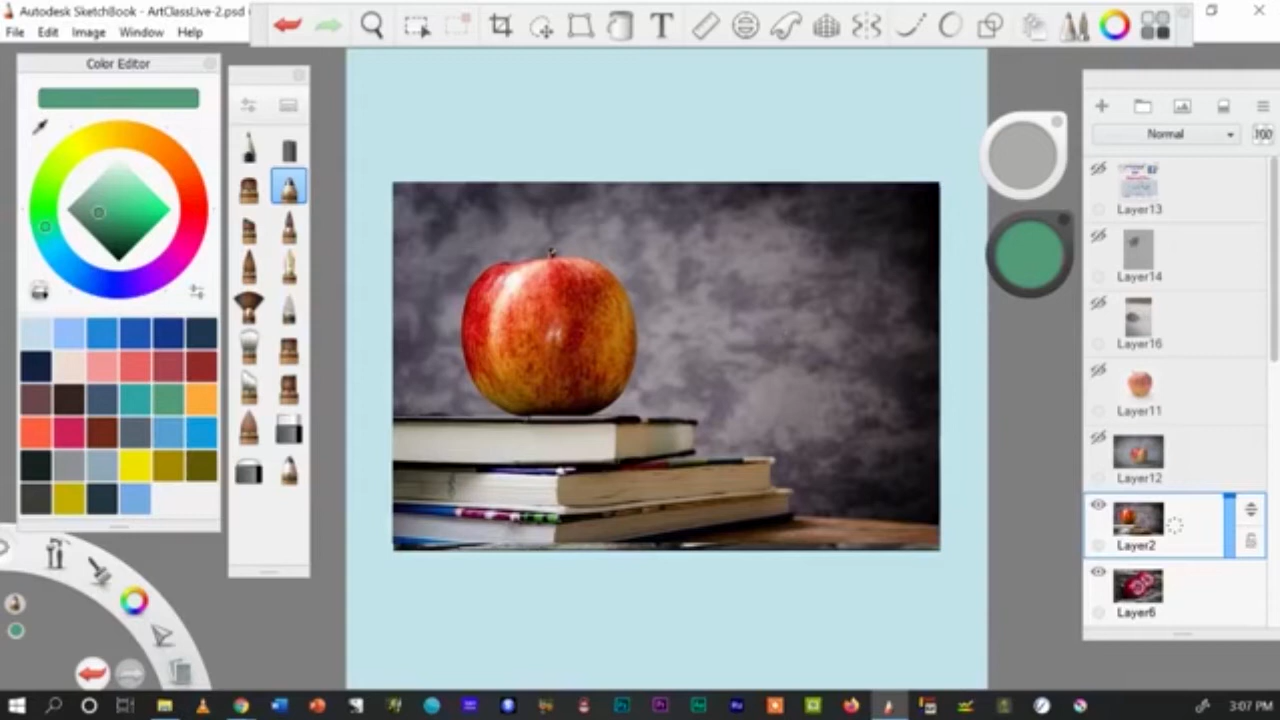 Autodesk SketchBook - ArtClassLive-2.psd
File Edit Image Window Help
Color Editor
T
Normal
100
Layer13
Layer14
Layer16
Layer11
Layer12
Layer2
Layer6
3:07 PM